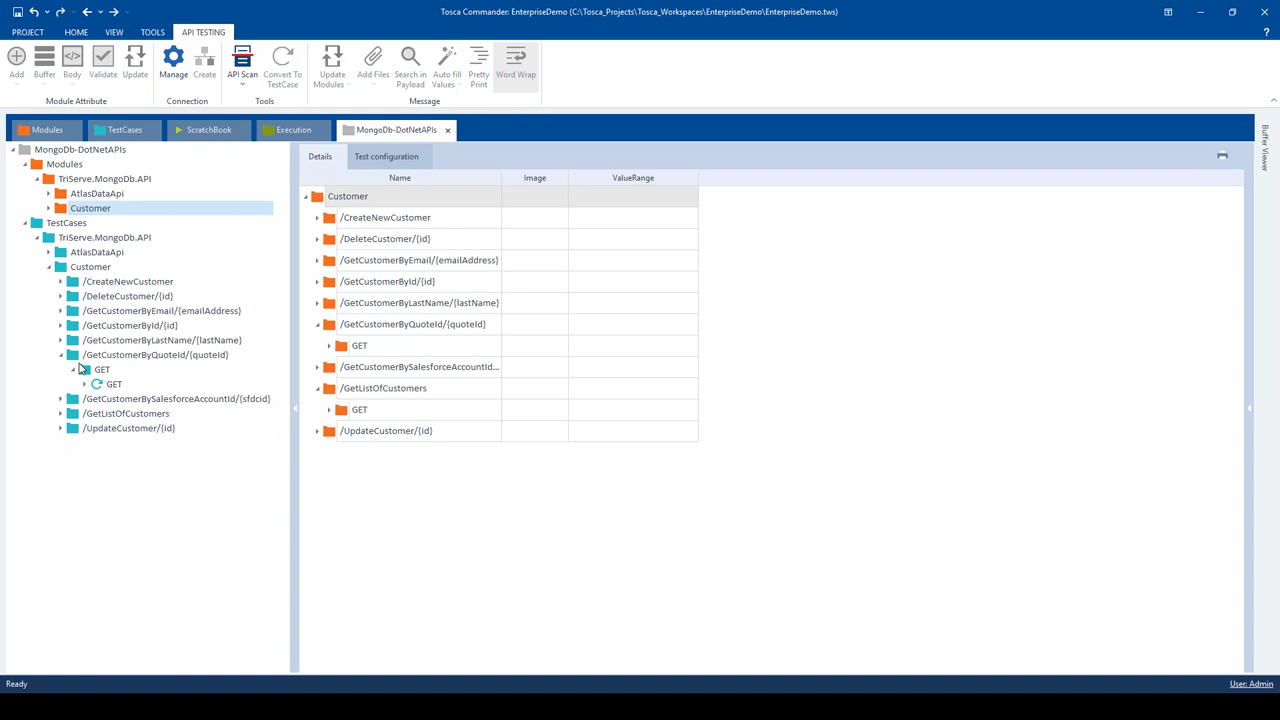 Tosca Commander: EnterpriseDemo (C:\Tosca_Projects\Tosca_Workspaces\EnterpriseDemo\EnterpriseDemo.tws)
PROJECT HOME VIEW TOOLS API TESTING
Add Buffer Body Validate Update Manage Create API Scan Convert To TestCase Update Modules Add Files Search in Payload Auto fill Values Pretty Print Word Wrap
Module Attribute Connection Tools Message
Modules TestCases ScratchBook Execution MongoDb-DotNetAPIs
Buffer Viewer
MongoDb-DotNetAPIs
Modules
TriServe.MongoDb.API
AtlasDataApi
Customer
TestCases
TriServe.MongoDb.API
AtlasDataApi
Customer
/CreateNewCustomer
/DeleteCustomer/{id}
/GetCustomerByEmail/{emailAddress}
/GetCustomerById/{id}
/GetCustomerByLastName/{lastName}
/GetCustomerByQuoteId/{quoteId}
GET
GET
/GetCustomerBySalesforceAccountId/{sfdcid}
/GetListOfCustomers
/UpdateCustomer/{id}
Details Test configuration
Name Image ValueRange
Customer
/CreateNewCustomer
/DeleteCustomer/{id}
/GetCustomerByEmail/{emailAddress}
/GetCustomerById/{id}
/GetCustomerByLastName/{lastName}
/GetCustomerByQuoteId/{quoteId}
GET
/GetCustomerBySalesforceAccountId...
/GetListOfCustomers
GET
/UpdateCustomer/{id}
Ready User: Admin